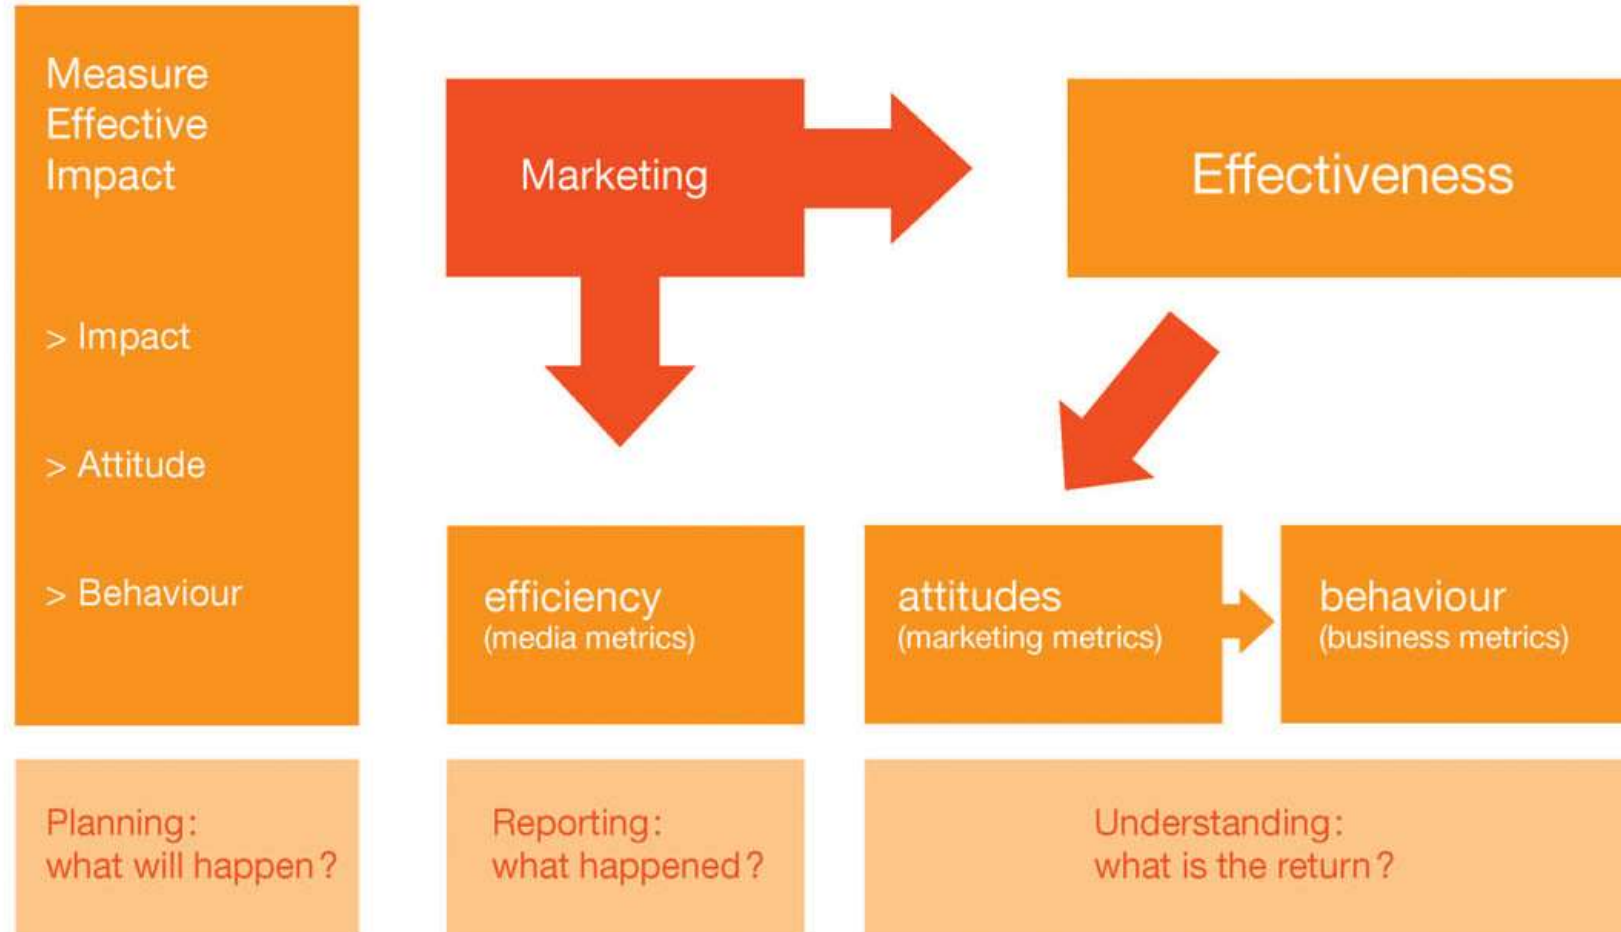 Measure
Effective
Impact
> Impact
> Attitude
> Behaviour
Marketing
Effectiveness
efficiency
(media metrics)
attitudes
(marketing metrics)
behaviour
(business metrics)
Planning:
what will happen?
Reporting:
what happened?
Understanding:
what is the return?